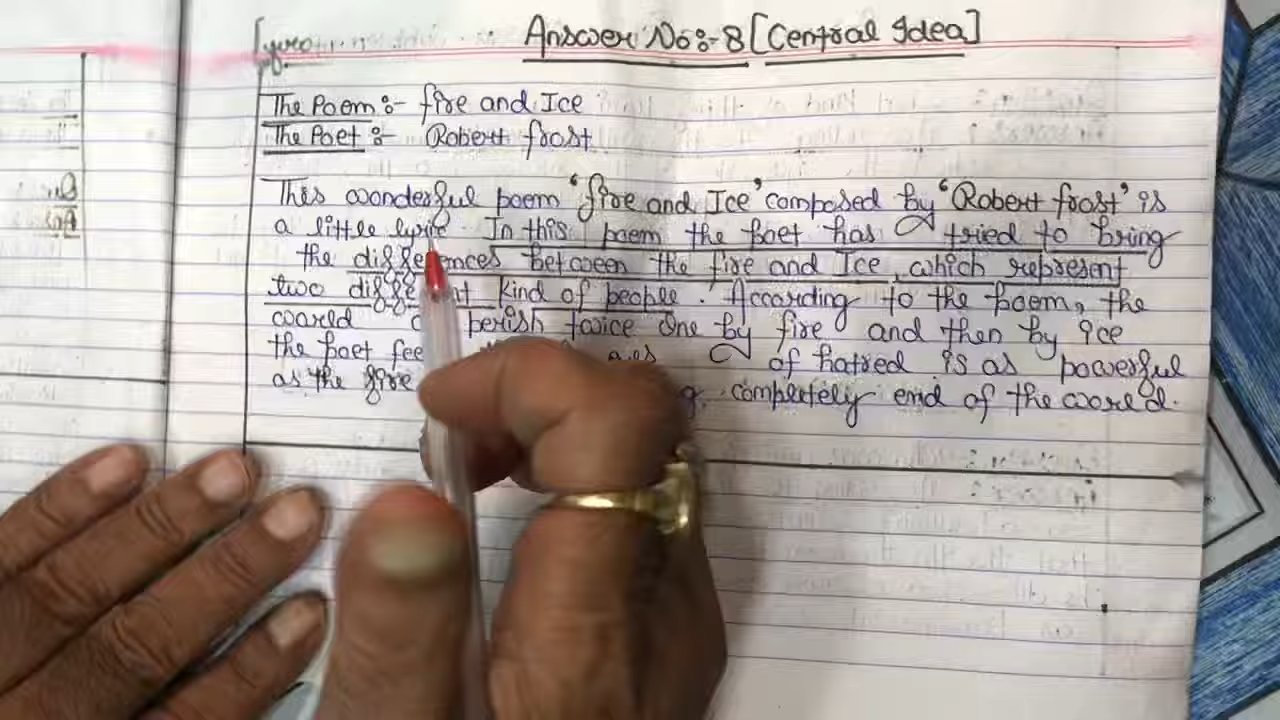 Answer No:-8 [Central Idea]
The Poem:- fire and Ice
The Poet:- Robert frost
This wonderful poem 'fire and Ice' composed by 'Robert frost' is
a little lyric. In this poem the poet has tried to bring
the differences between the fire and Ice, which represent
two kind of people. According to the poem, the
world perish twice One by fire and then by ice
the poet of hatred is as powerful
as the fire completely end of the world.